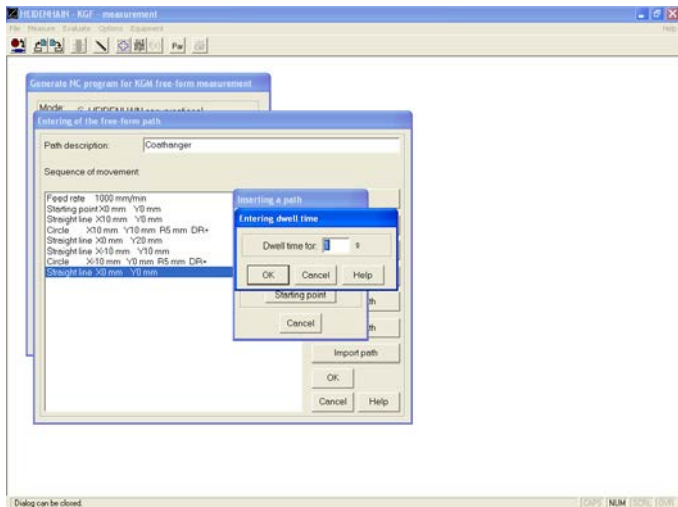 HEIDENHAIN - KGF - measurement
File Measure Evaluate Options Equipment Help
Par
Generate NC program for KGM free-form measurement
Mode:
Entering of the free-form path
Path description: Coathanger
Sequence of movement:
Feed rate 1000 mm/min
Starting point X0 mm Y0 mm
Straight line X10 mm Y0 mm
Circle X10 mm Y10 mm R5 mm DR+
Straight line X0 mm Y20 mm
Straight line X-10 mm Y10 mm
Circle X-10 mm Y0 mm R5 mm DR+
Straight line X0 mm Y0 mm
Inserting a path
Entering dwell time
Dwell time for: s
OK Cancel Help
Starting point
Cancel
Import path
OK
Cancel Help
Dialog can be closed.
CAPS NUM SCRL OVR